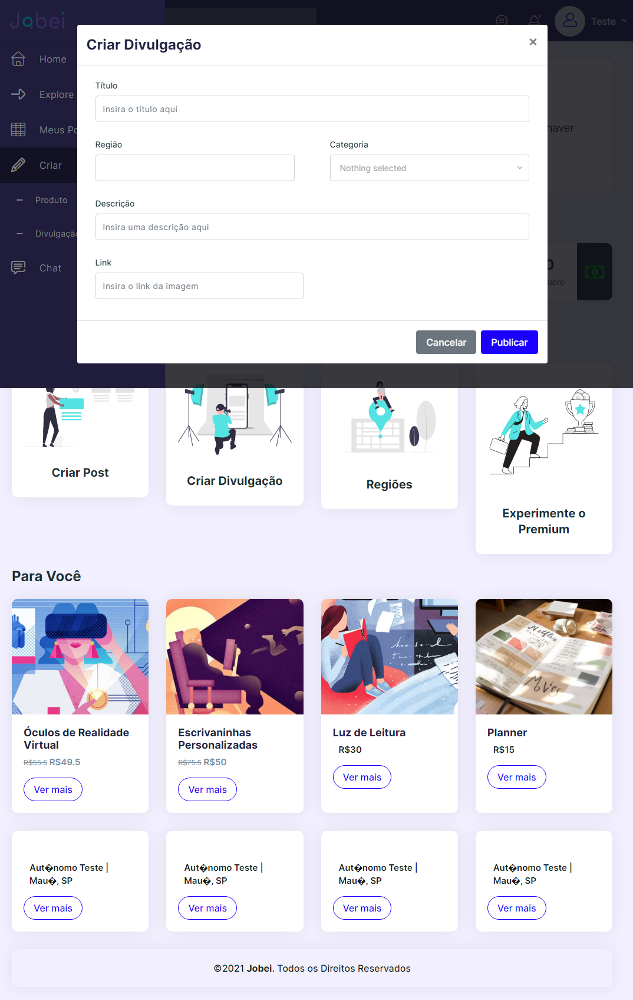 Jobei
Teste
Home
Explore
Meus Po
Criar
Produto
Divulgação
Chat
Criar Divulgação
×
Título
Insira o título aqui
Região
Categoria
Nothing selected
Descrição
Insira uma descrição aqui
Link
Insira o link da imagem
Cancelar
Publicar
haver
0
ucro
Criar Post
Criar Divulgação
Regiões
Experimente o
Premium
Para Você
Netflix
Movies
Óculos de Realidade
Virtual
R$55.5 R$49.5
Ver mais
Escrivaninhas
Personalizadas
R$75.5 R$50
Ver mais
Luz de Leitura
R$30
Ver mais
Planner
R$15
Ver mais
Aut�nomo Teste |
Mau�, SP
Ver mais
Aut�nomo Teste |
Mau�, SP
Ver mais
Aut�nomo Teste |
Mau�, SP
Ver mais
Aut�nomo Teste |
Mau�, SP
Ver mais
©2021 Jobei. Todos os Direitos Reservados